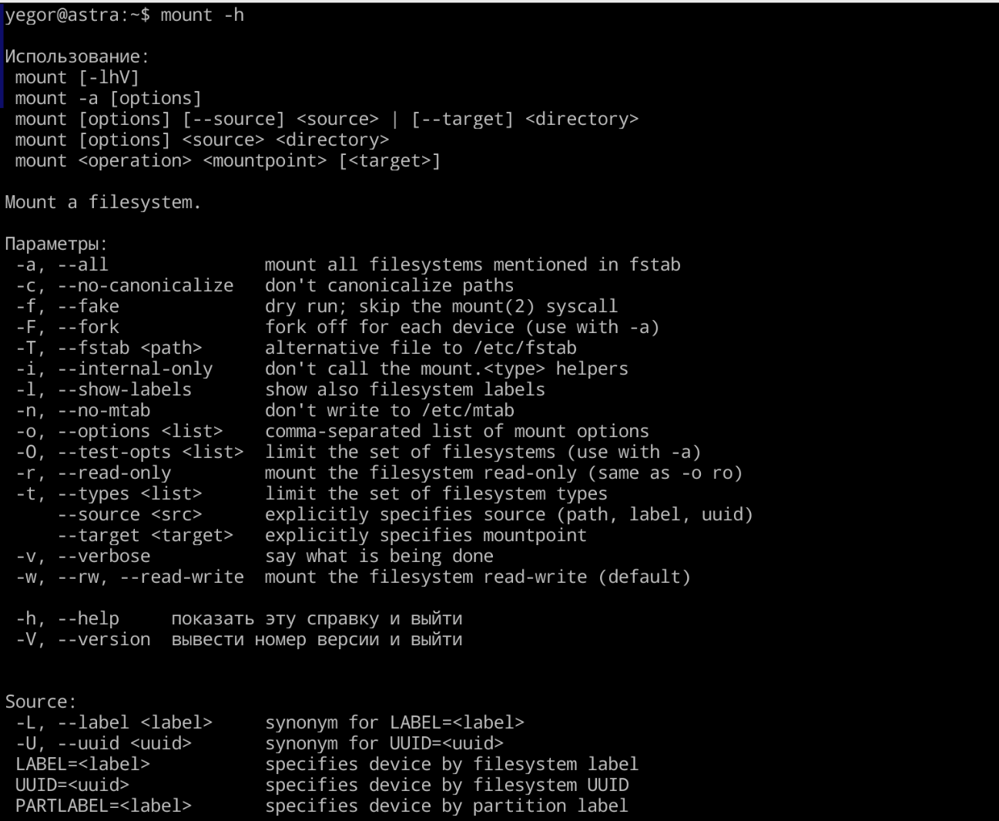 yegor@astra:~$ mount -h

Использование:
 mount [-lhV]
 mount -a [options]
 mount [options] [--source] <source> | [--target] <directory>
 mount [options] <source> <directory>
 mount <operation> <mountpoint> [<target>]

Mount a filesystem.

Параметры:
 -a, --all               mount all filesystems mentioned in fstab
 -c, --no-canonicalize   don't canonicalize paths
 -f, --fake              dry run; skip the mount(2) syscall
 -F, --fork              fork off for each device (use with -a)
 -T, --fstab <path>      alternative file to /etc/fstab
 -i, --internal-only     don't call the mount.<type> helpers
 -l, --show-labels       show also filesystem labels
 -n, --no-mtab           don't write to /etc/mtab
 -o, --options <list>    comma-separated list of mount options
 -O, --test-opts <list>  limit the set of filesystems (use with -a)
 -r, --read-only         mount the filesystem read-only (same as -o ro)
 -t, --types <list>      limit the set of filesystem types
     --source <src>      explicitly specifies source (path, label, uuid)
     --target <target>   explicitly specifies mountpoint
 -v, --verbose           say what is being done
 -w, --rw, --read-write  mount the filesystem read-write (default)

 -h, --help     показать эту справку и выйти
 -V, --version  вывести номер версии и выйти


Source:
 -L, --label <label>     synonym for LABEL=<label>
 -U, --uuid <uuid>       synonym for UUID=<uuid>
 LABEL=<label>           specifies device by filesystem label
 UUID=<uuid>             specifies device by filesystem UUID
 PARTLABEL=<label>       specifies device by partition label